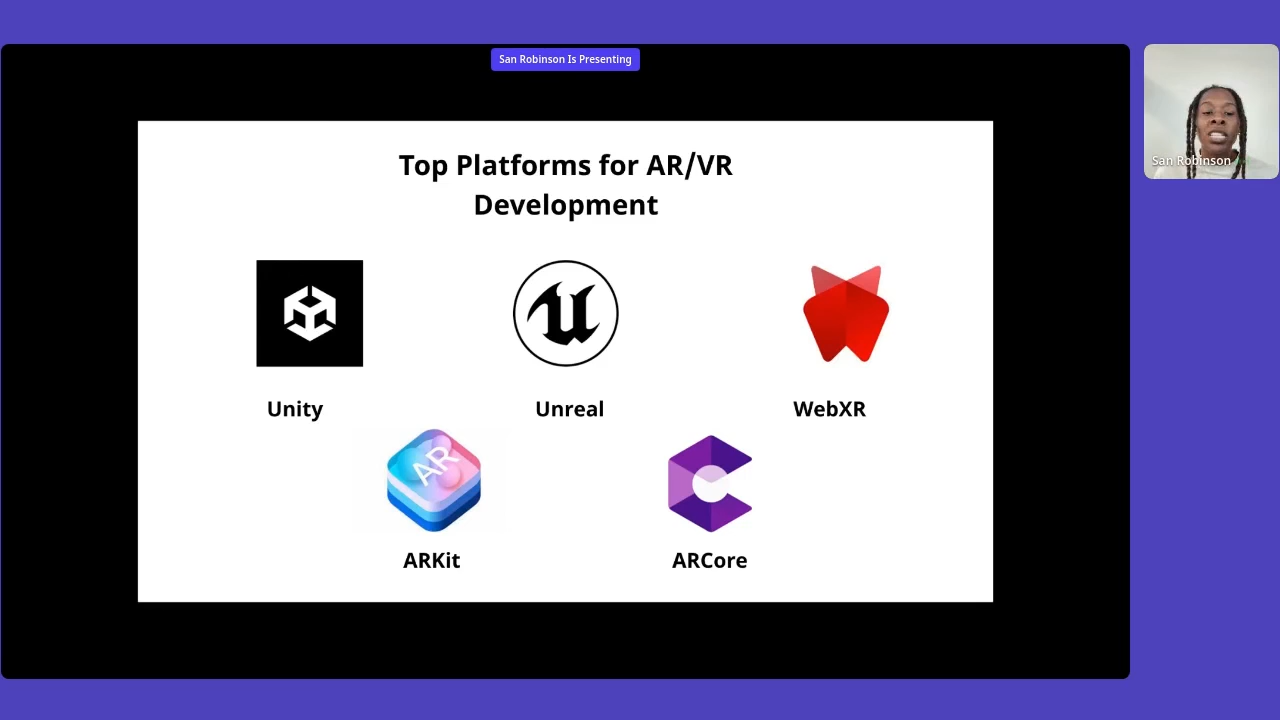 San Robinson Is Presenting
Top Platforms for AR/VR
Development
San Robinson
Unity
Unreal
WebXR
AR
ARKit
ARCore